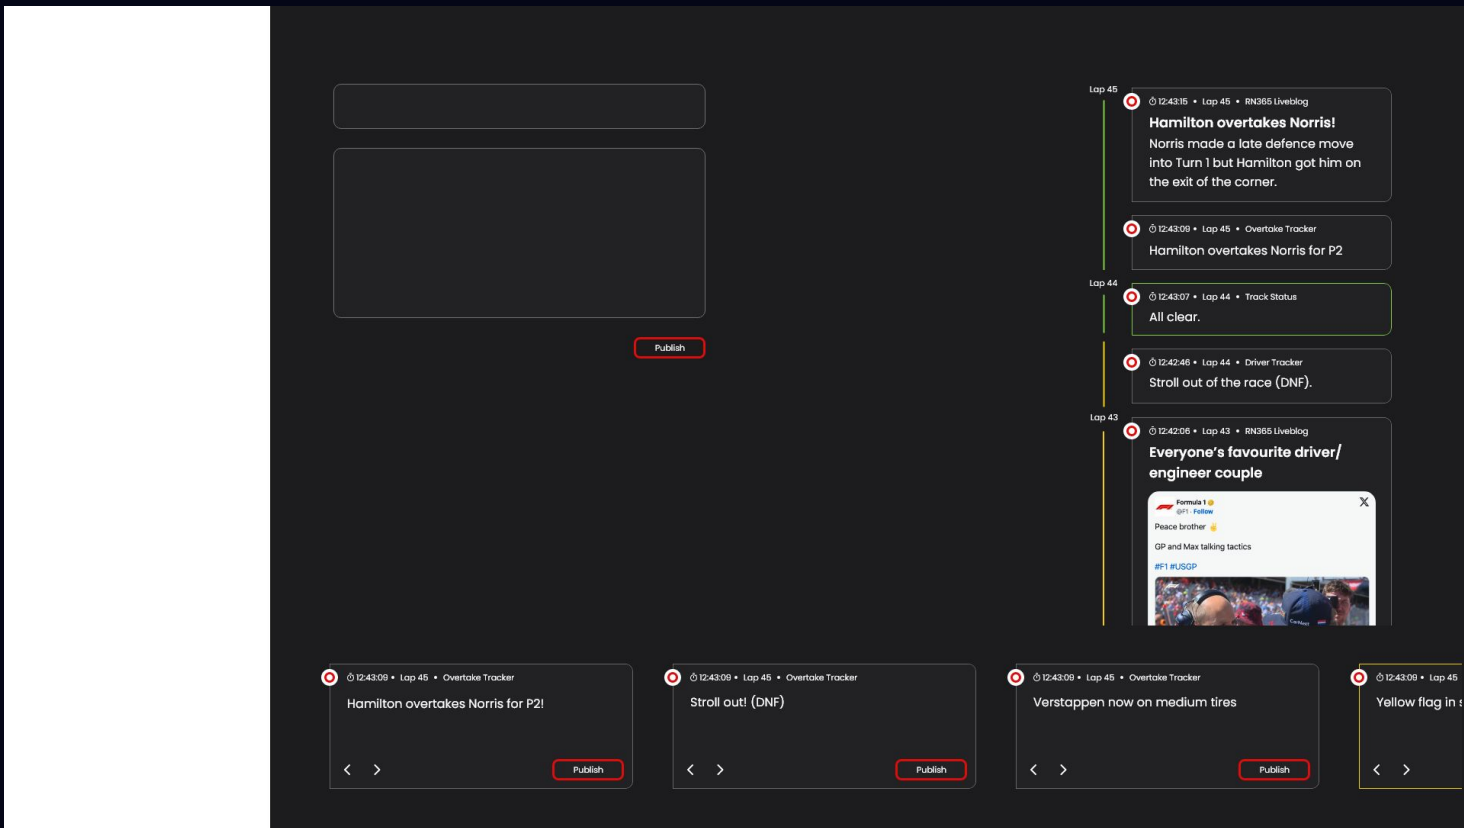 Publish
Lap 45
12:43:15 • Lap 45 • RN365 Liveblog
Hamilton overtakes Norris!
Norris made a late defence move
into Turn 1 but Hamilton got him on
the exit of the corner.
12:43:09 • Lap 45 • Overtake Tracker
Hamilton overtakes Norris for P2
Lap 44
12:43:07 • Lap 44 • Track Status
All clear.
12:42:46 • Lap 44 • Driver Tracker
Stroll out of the race (DNF).
Lap 43
12:42:06 • Lap 43 • RN365 Liveblog
Everyone's favourite driver/
engineer couple
Formula 1
@F1 · Follow
Peace brother ✌️
GP and Max talking tactics
#F1 #USGP
12:43:09 • Lap 45 • Overtake Tracker
Hamilton overtakes Norris for P2!
Publish
12:43:09 • Lap 45 • Overtake Tracker
Stroll out! (DNF)
Publish
12:43:09 • Lap 45 • Overtake Tracker
Verstappen now on medium tires
Publish
12:43:09 • Lap 45
Yellow flag in